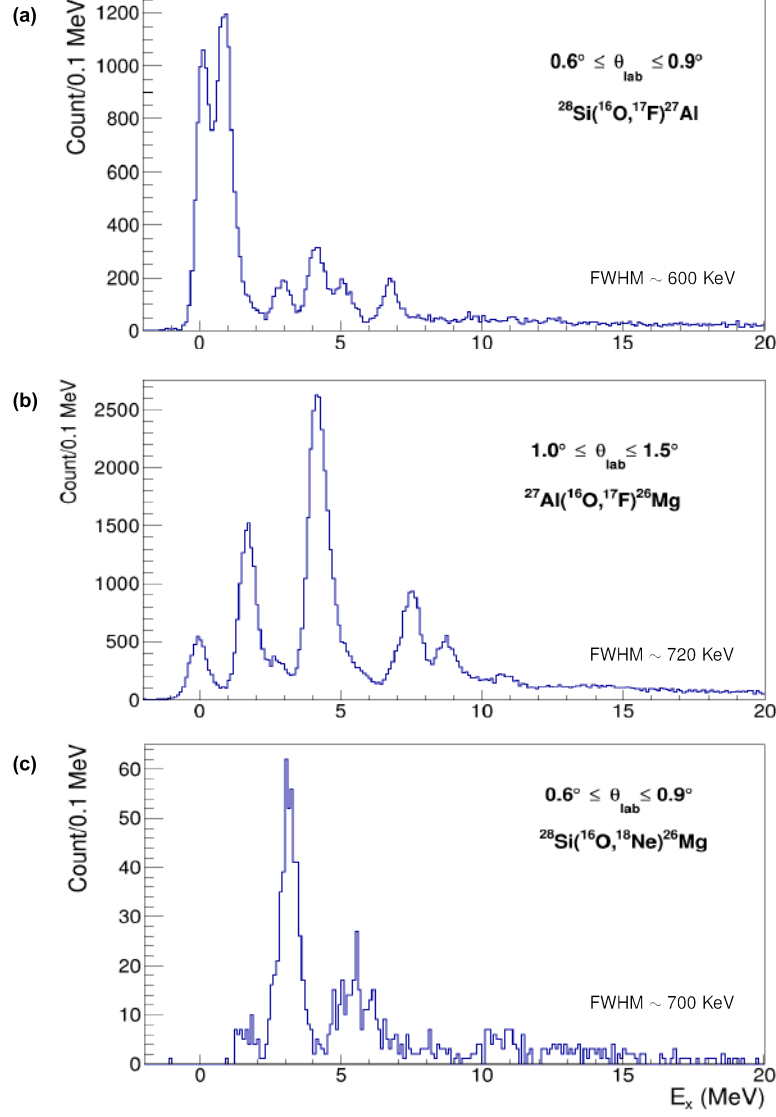 (a)
Count/0.1 MeV
1200
1000
800
600
400
200
0
0.6° ≤ θ_lab ≤ 0.9°
²⁸Si(¹⁶O,¹⁷F)²⁷Al
FWHM ∼ 600 KeV
0 5 10 15 20
(b)
Count/0.1 MeV
2500
2000
1500
1000
500
0
1.0° ≤ θ_lab ≤ 1.5°
²⁷Al(¹⁶O,¹⁷F)²⁶Mg
FWHM ∼ 720 KeV
0 5 10 15 20
(c)
Count/0.1 MeV
60
50
40
30
20
10
0
0.6° ≤ θ_lab ≤ 0.9°
²⁸Si(¹⁶O,¹⁸Ne)²⁶Mg
FWHM ∼ 700 KeV
0 5 10 15 20
Eₓ (MeV)